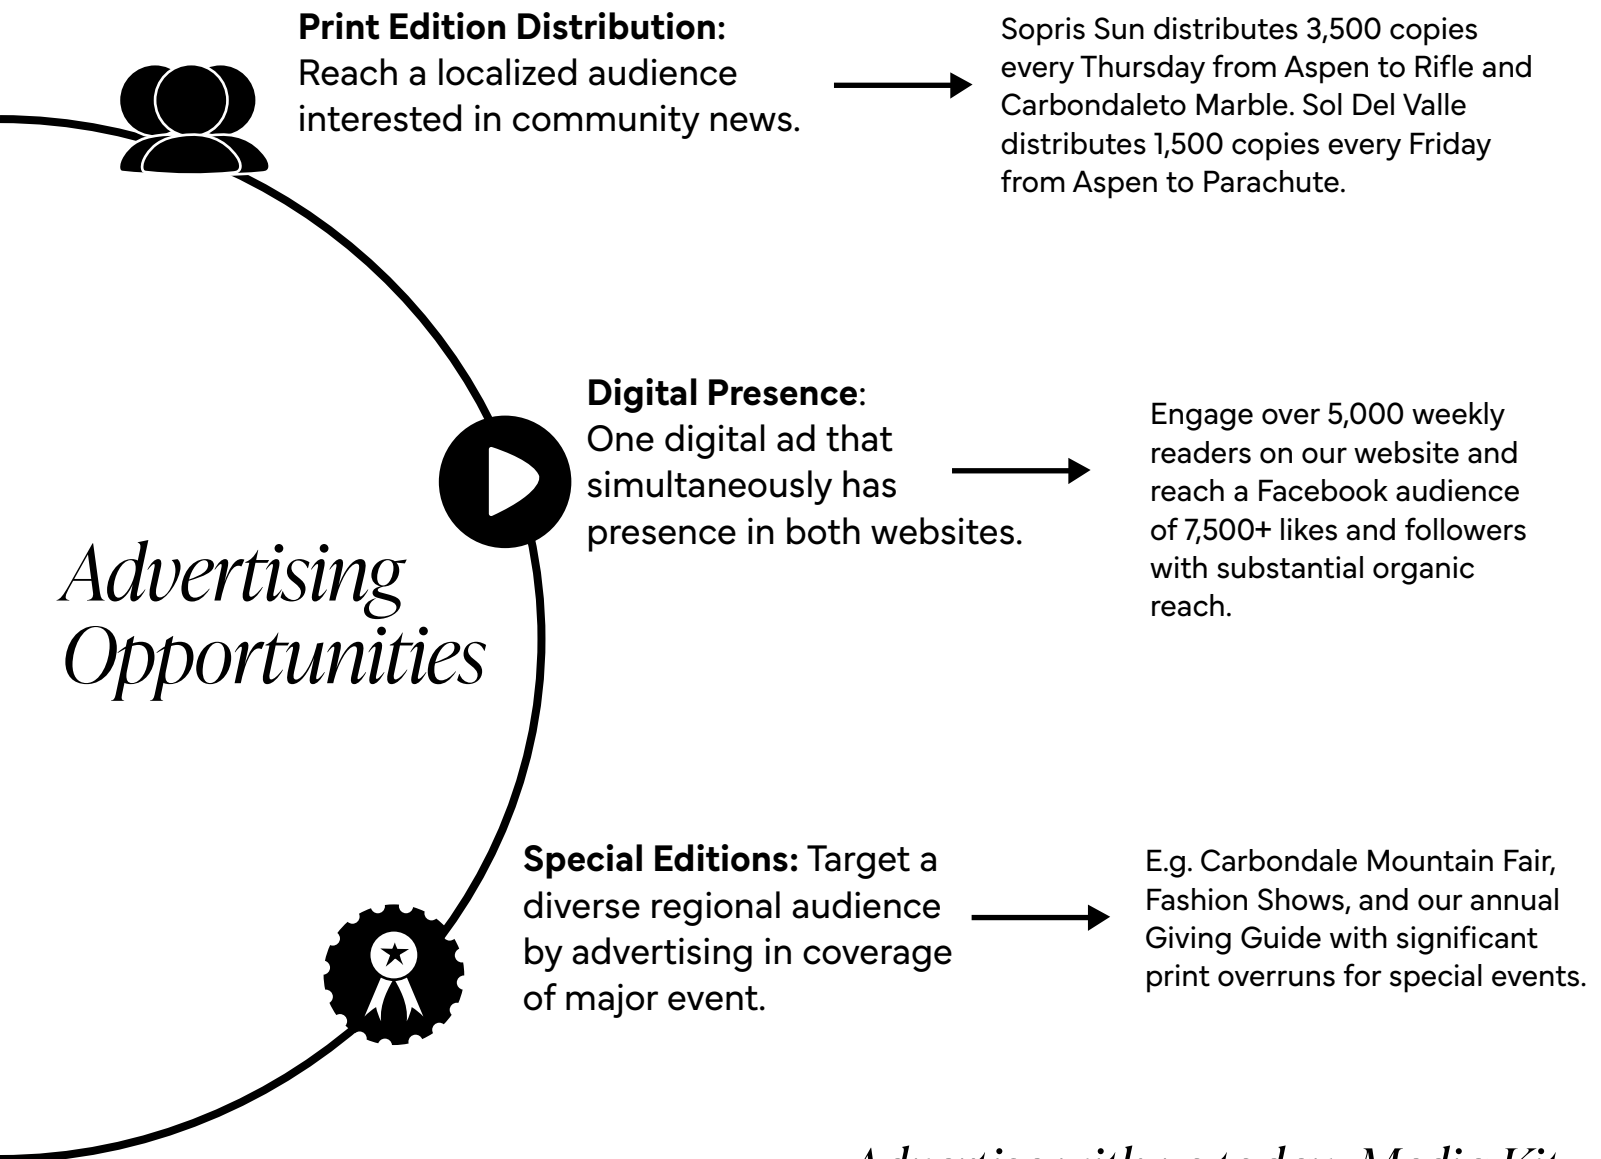 Print Edition Distribution:
Reach a localized audience
interested in community news.
Sopris Sun distributes 3,500 copies
every Thursday from Aspen to Rifle and
Carbondaleto Marble. Sol Del Valle
distributes 1,500 copies every Friday
from Aspen to Parachute.
Digital Presence:
One digital ad that
simultaneously has
presence in both websites.
Engage over 5,000 weekly
readers on our website and
reach a Facebook audience
of 7,500+ likes and followers
with substantial organic
reach.
Advertising
Opportunities
Special Editions: Target a
diverse regional audience
by advertising in coverage
of major event.
E.g. Carbondale Mountain Fair,
Fashion Shows, and our annual
Giving Guide with significant
print overruns for special events.